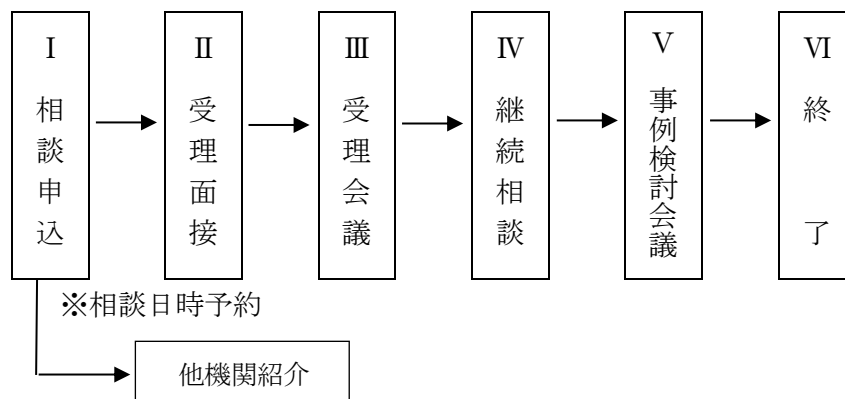 Ⅰ 相談申込
Ⅱ 受理面接
Ⅲ 受理会議
Ⅳ 継続相談
Ⅴ 事例検討会議
Ⅵ 終了
※相談日時予約
他機関紹介